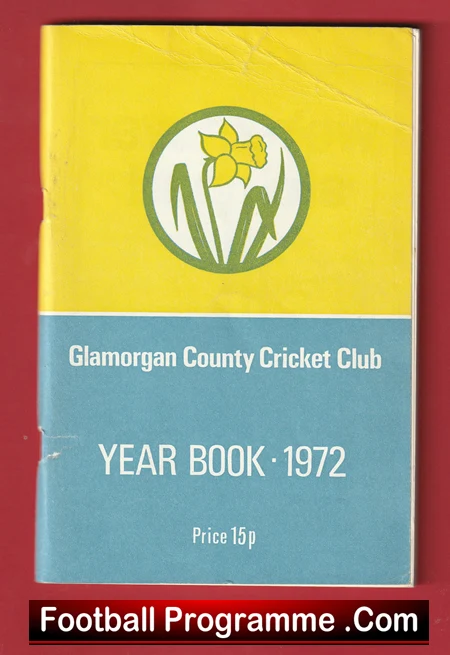 Glamorgan County Cricket Club
YEAR BOOK · 1972
Price 15p
Football Programme .Com